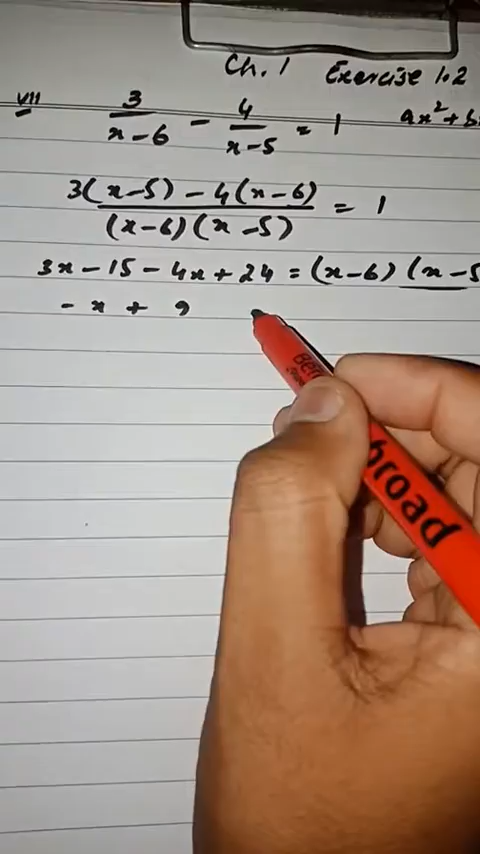 Ch. 1 Exercise 1.2
VII 3/(x-6) - 4/(x-5) = 1 ax² + b
3(x-5) - 4(x-6) / (x-6)(x-5) = 1
3x - 15 - 4x + 24 = (x-6)(x-5
- x + 9
broad